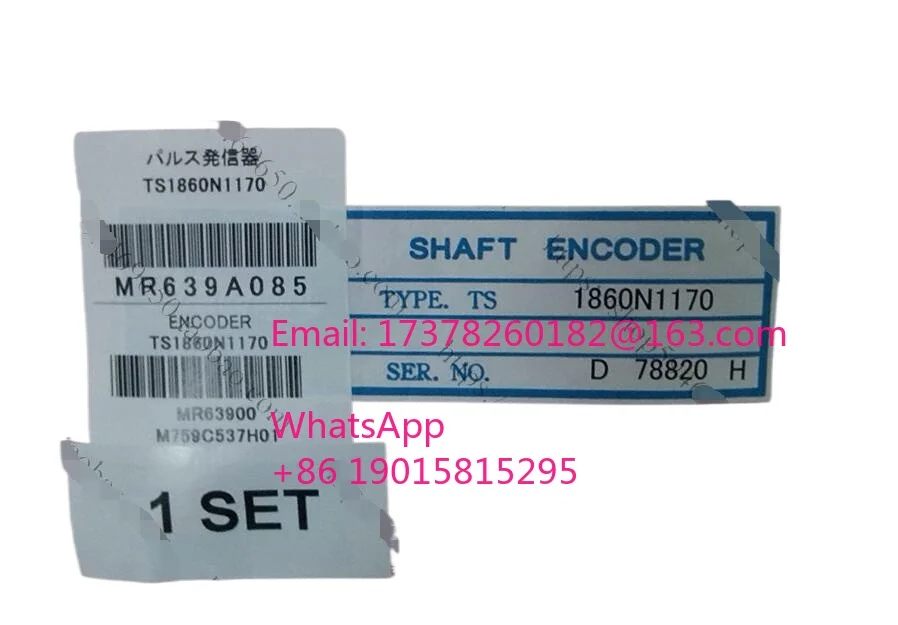 パルス発信器
TS1860N1170
MR639A085
ENCODER
TS1860N1170
MR63900
M759C537H01
1 SET
SHAFT ENCODER
TYPE. TS 1860N1170
SER. NO. D 78820 H
Email: 17378260182@163.com
WhatsApp
+86 19015815295